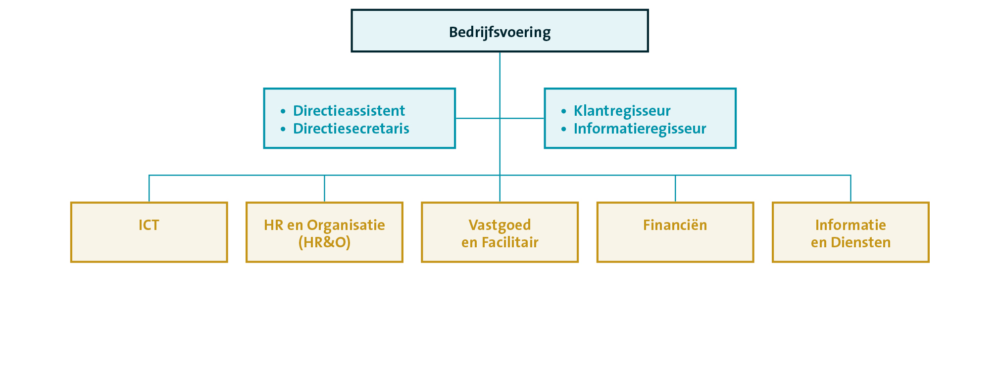 Bedrijfsvoering
• Directieassistent
• Directiesecretaris
• Klantregisseur
• Informatieregisseur
ICT
HR en Organisatie
(HR&O)
Vastgoed
en Facilitair
Financiën
Informatie
en Diensten